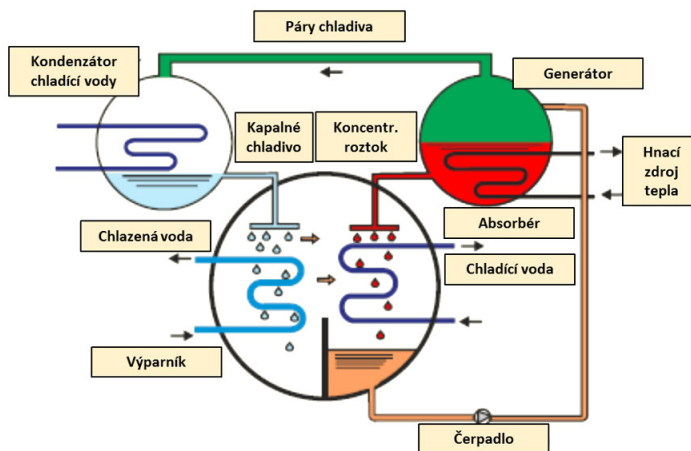 Páry chladiva
Kondenzátor
chladící vody
Generátor
Kapalné
chladivo
Koncentr.
roztok
Hnací
zdroj
tepla
Absorbér
Chlazená voda
Chladící voda
Výparník
Čerpadlo